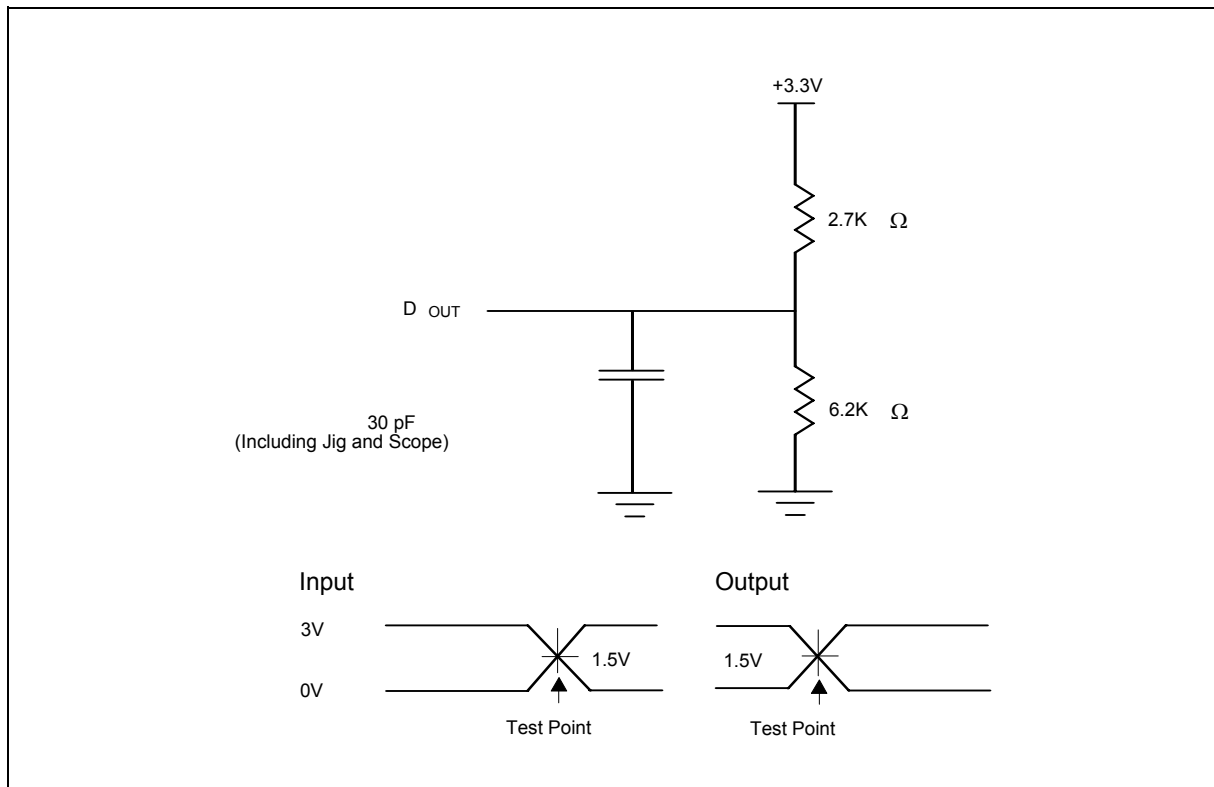 +3.3V
2.7K Ω
D OUT
6.2K Ω
30 pF
(Including Jig and Scope)
Input
Output
3V
1.5V
1.5V
0V
Test Point
Test Point